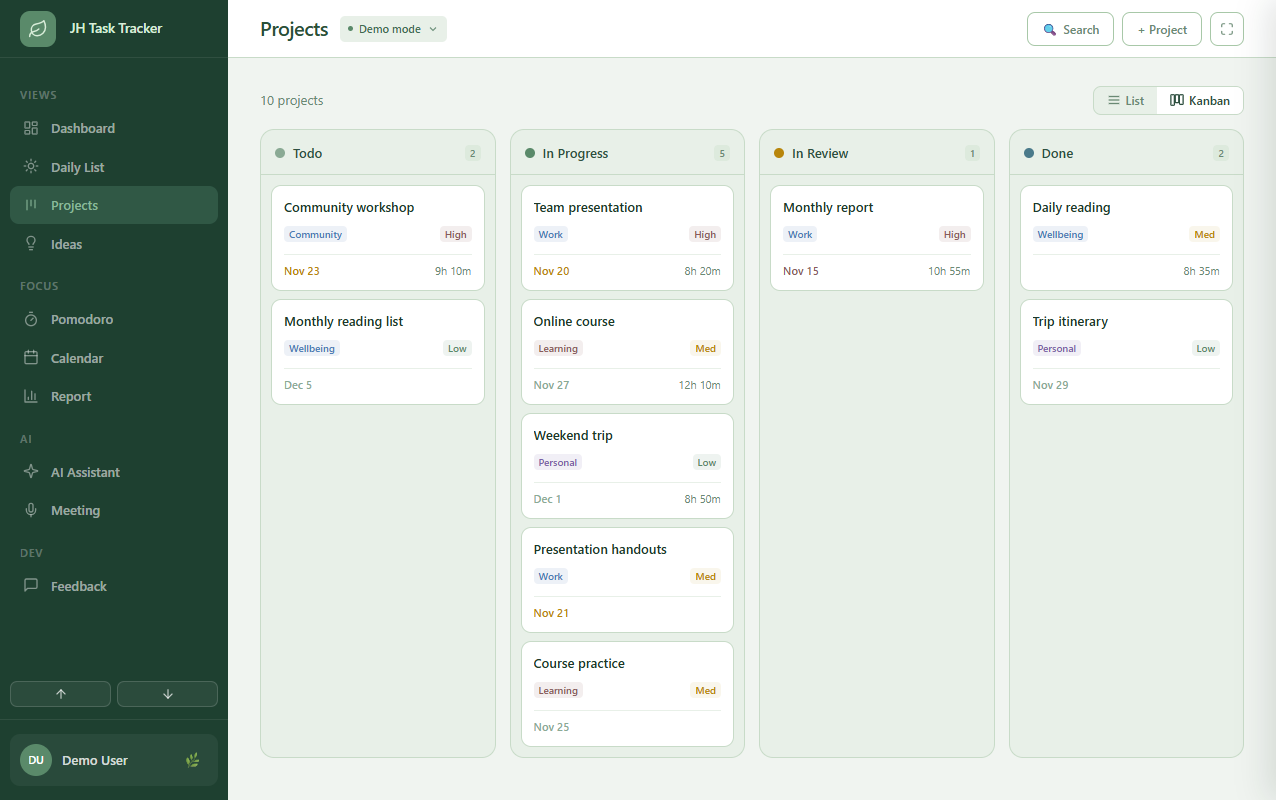 JH Task Tracker
VIEWS
Dashboard
Daily List
Projects
Ideas
FOCUS
Pomodoro
Calendar
Report
AI
AI Assistant
Meeting
DEV
Feedback
DU
Demo User
Projects
Demo mode
Search
+ Project
10 projects
List
Kanban
Todo 2
Community workshop
Community High
Nov 23 9h 10m
Monthly reading list
Wellbeing Low
Dec 5
In Progress 5
Team presentation
Work High
Nov 20 8h 20m
Online course
Learning Med
Nov 27 12h 10m
Weekend trip
Personal Low
Dec 1 8h 50m
Presentation handouts
Work Med
Nov 21
Course practice
Learning Med
Nov 25
In Review 1
Monthly report
Work High
Nov 15 10h 55m
Done 2
Daily reading
Wellbeing Med
8h 35m
Trip itinerary
Personal Low
Nov 29